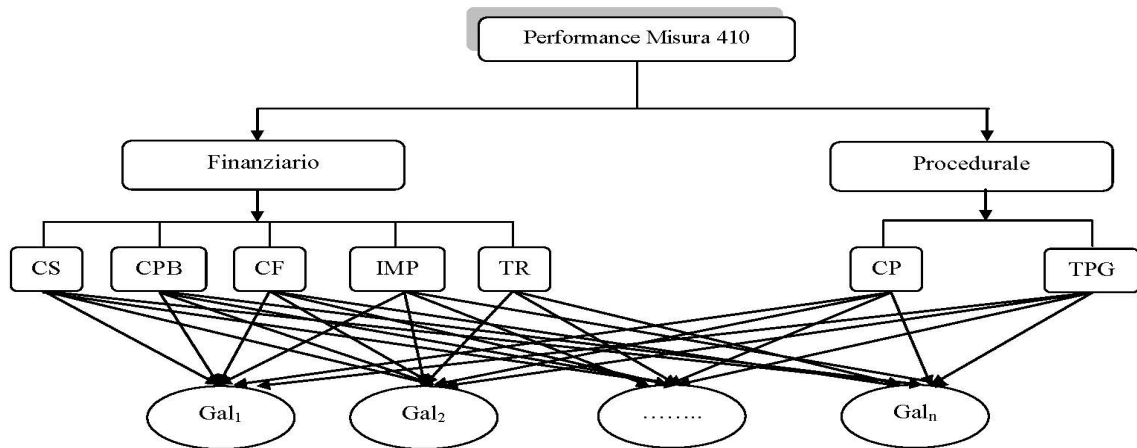 Performance Misura 410
Finanziario
Procedurale
CS
CPB
CF
IMP
TR
CP
TPG
Gal₁
Gal₂
……..
Galₙ